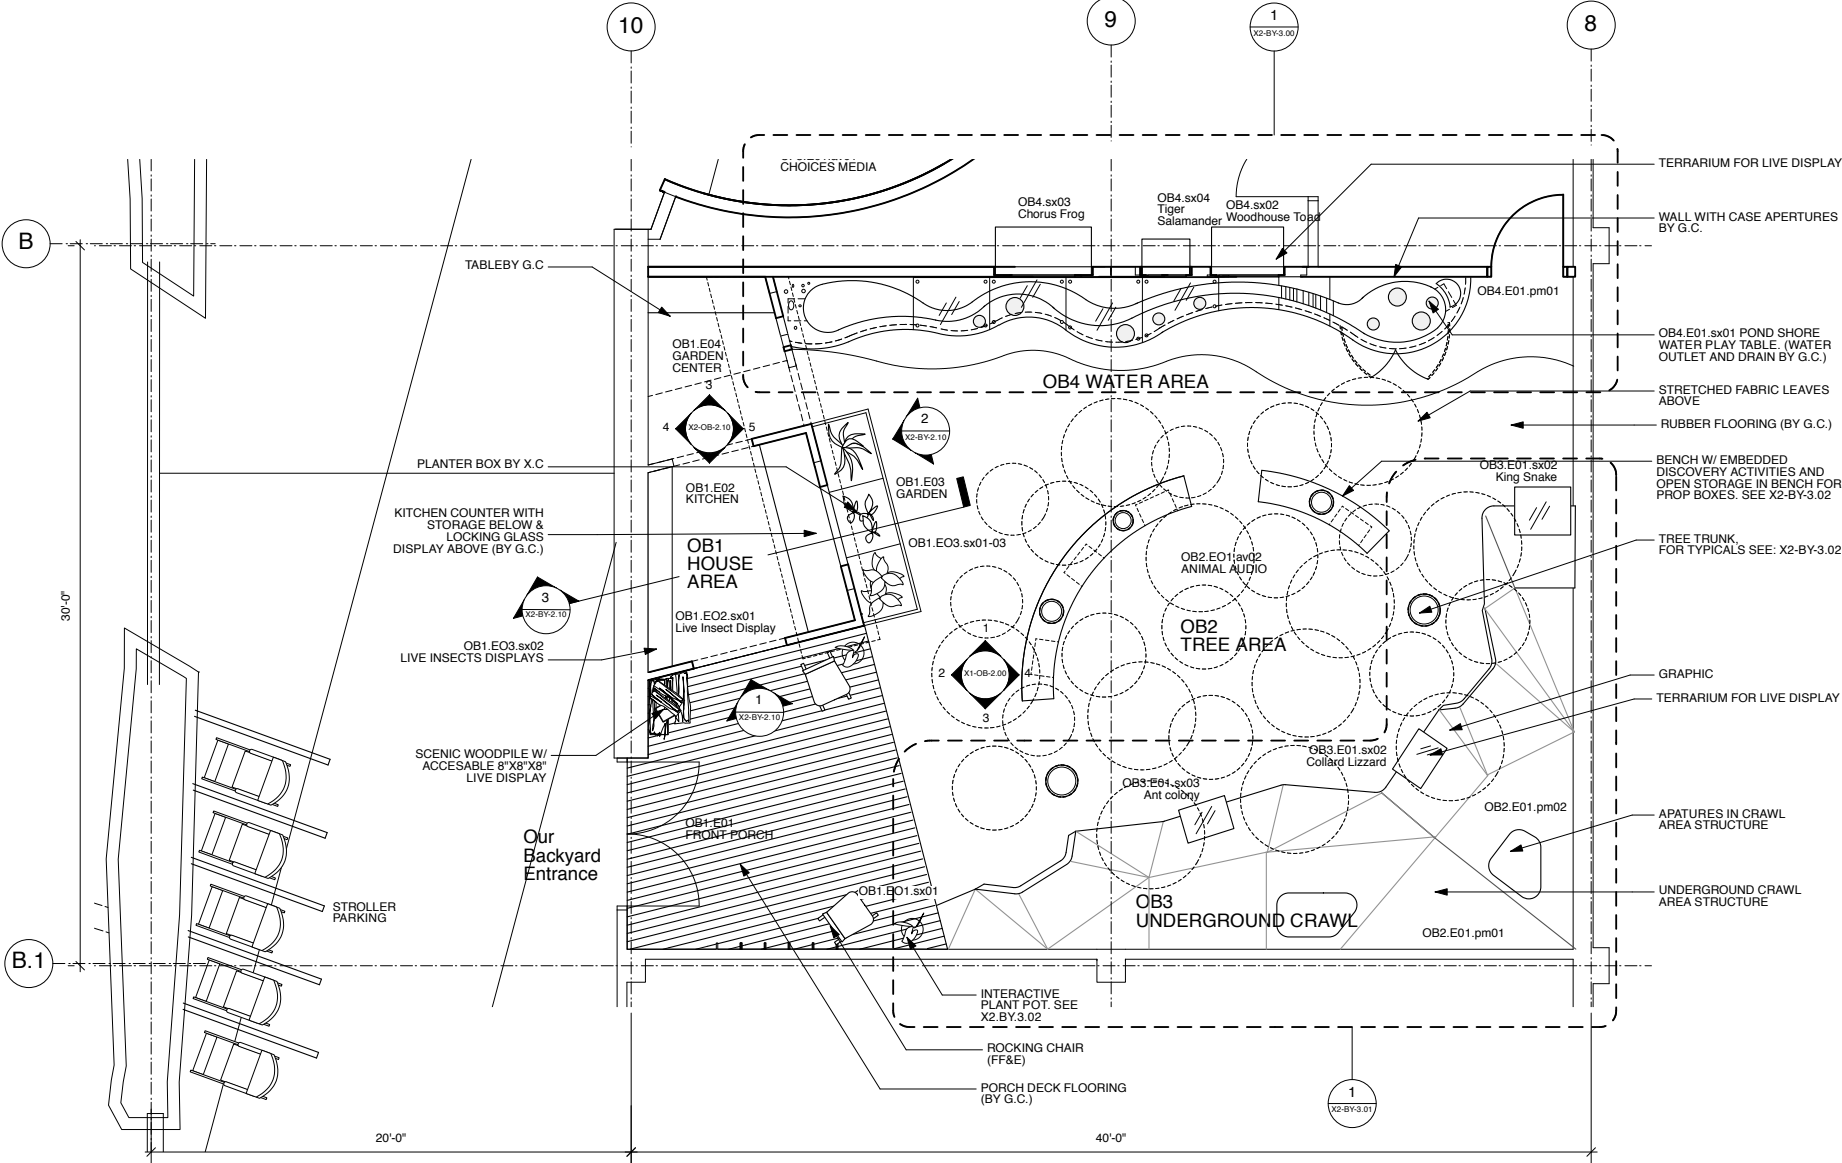 10
9
1
X2-BY-3.00
8
CHOICES MEDIA
TERRARIUM FOR LIVE DISPLAY
OB4.sx03
Chorus Frog
OB4.sx04
Tiger
Salamander
OB4.sx02
Woodhouse Toad
WALL WITH CASE APERTURES
BY G.C.
B
TABLEBY G.C
OB4.E01.pm01
OB4.E01.sx01 POND SHORE
WATER PLAY TABLE. (WATER
OUTLET AND DRAIN BY G.C.)
OB1.E04
GARDEN
CENTER
OB4 WATER AREA
STRETCHED FABRIC LEAVES
ABOVE
RUBBER FLOORING (BY G.C.)
3
4
X2-OB-2.10
5
2
X2-BY-2.10
PLANTER BOX BY X.C
OB1.E02
KITCHEN
OB1.E03
GARDEN
OB3.E01.sx02
King Snake
BENCH W/ EMBEDDED
DISCOVERY ACTIVITIES AND
OPEN STORAGE IN BENCH FOR
PROP BOXES. SEE X2-BY-3.02
KITCHEN COUNTER WITH
STORAGE BELOW &
LOCKING GLASS
DISPLAY ABOVE (BY G.C.)
OB1
HOUSE
AREA
OB1.EO3.sx01-03
OB2.EO1.av02
ANIMAL AUDIO
TREE TRUNK,
FOR TYPICALS SEE: X2-BY-3.02
30'-0"
3
X2-BY-2.10
OB1.EO2.sx01
Live Insect Display
OB1.EO3.sx02
LIVE INSECTS DISPLAYS
OB2
TREE AREA
1
2
X1-OB-2.00
4
3
GRAPHIC
TERRARIUM FOR LIVE DISPLAY
1
X2-BY-2.10
SCENIC WOODPILE W/
ACCESABLE 8"X8"X8"
LIVE DISPLAY
OB3.E01.sx02
Collard Lizzard
OB3.E01.sx03
Ant colony
OB2.E01.pm02
APATURES IN CRAWL
AREA STRUCTURE
OB1.E01
FRONT PORCH
Our
Backyard
Entrance
OB1.EO1.sx01
STROLLER
PARKING
OB3
UNDERGROUND CRAWL
UNDERGROUND CRAWL
AREA STRUCTURE
OB2.E01.pm01
B.1
INTERACTIVE
PLANT POT. SEE
X2.BY.3.02
ROCKING CHAIR
(FF&E)
PORCH DECK FLOORING
(BY G.C.)
1
X2-BY-3.01
20'-0"
40'-0"